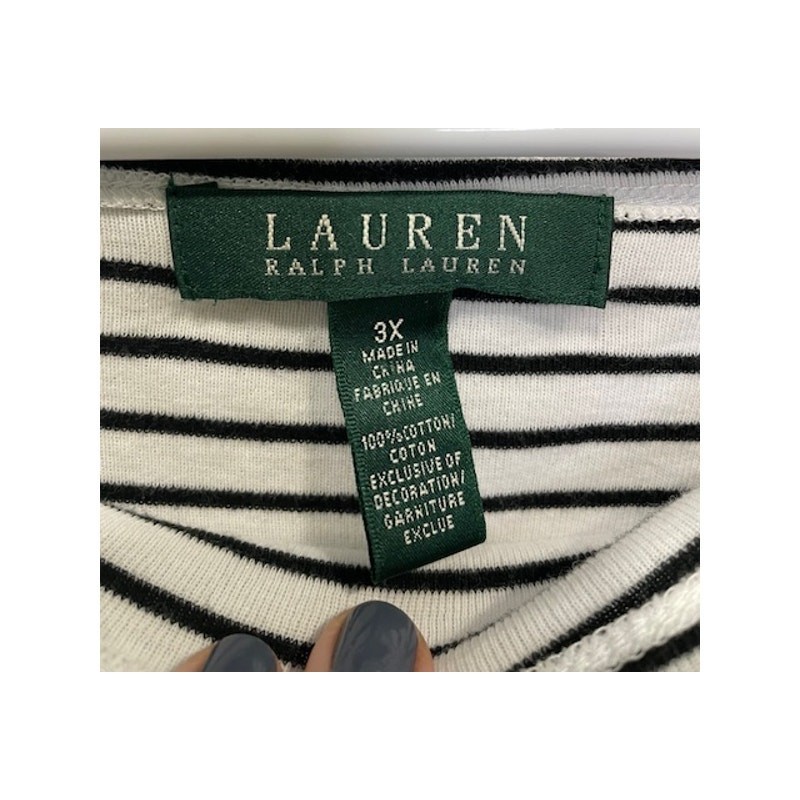 LAUREN
RALPH LAUREN
3X
MADE IN
CHINA
FABRIQUE EN
CHINE
100% COTTON/
COTON
EXCLUSIVE OF
DECORATION/
GARNITURE
EXCLUE